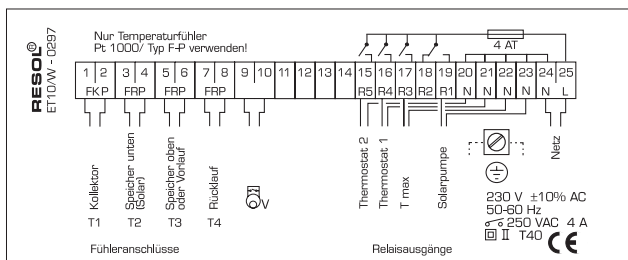 RESOL®
ET10/W - 0297
Nur Temperaturfühler
Pt 1000/ Typ F-P verwenden!
4 AT
1 2 3 4 5 6 7 8 9 10 11 12 13 14 15 16 17 18 19 20 21 22 23 24 25
FKP FRP FRP FRP R5 R4 R3 R2 R1 N N N N N L
Kollektor
T1
Speicher unten
(Solar)
T2
Speicher oben
oder Vorlauf
T3
Rücklauf
T4
V
Thermostat 2
Thermostat 1
T max
Solarpumpe
Netz
230 V ±10% AC
50-60 Hz
250 VAC 4 A
II T40 CE
Fühleranschlüsse
Relaisausgänge